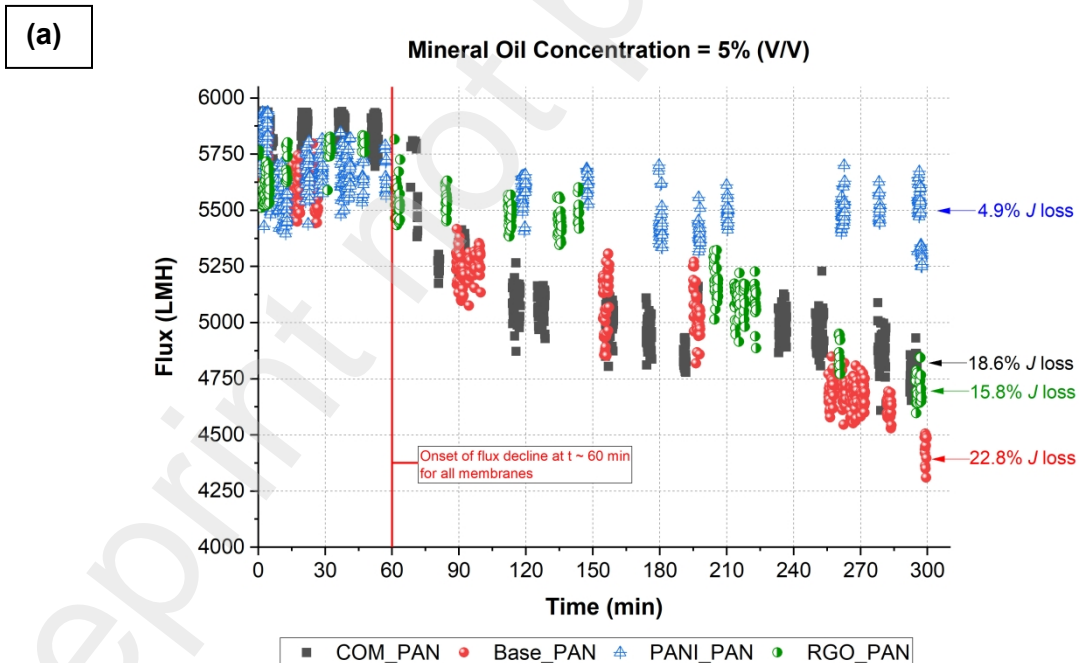 (a)
Mineral Oil Concentration = 5% (V/V)
Flux (LMH)
6000
5750
5500
5250
5000
4750
4500
4250
4000
4.9% J loss
18.6% J loss
15.8% J loss
22.8% J loss
Onset of flux decline at t ~ 60 min
for all membranes
0 30 60 90 120 150 180 210 240 270 300
Time (min)
COM_PAN Base_PAN PANI_PAN RGO_PAN
eprint not p